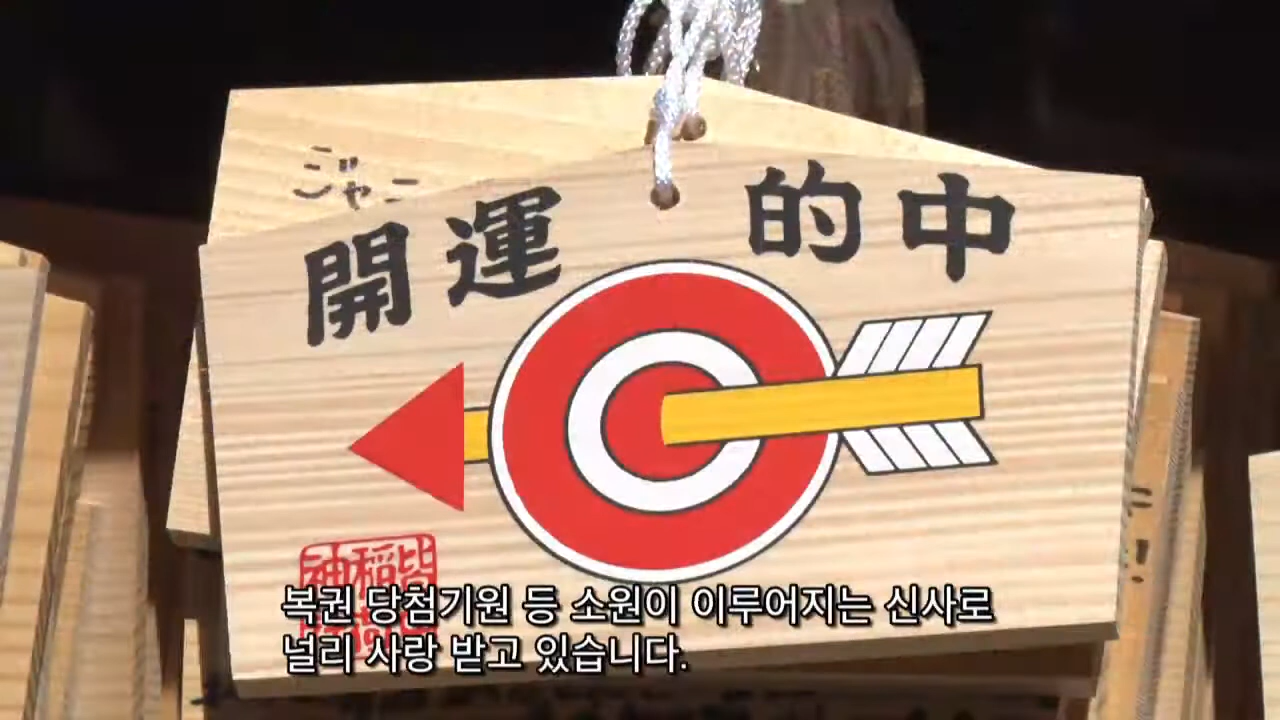 ジャニ
開運 的中
복권 당첨기원 등 소원이 이루어지는 신사로
널리 사랑 받고 있습니다.